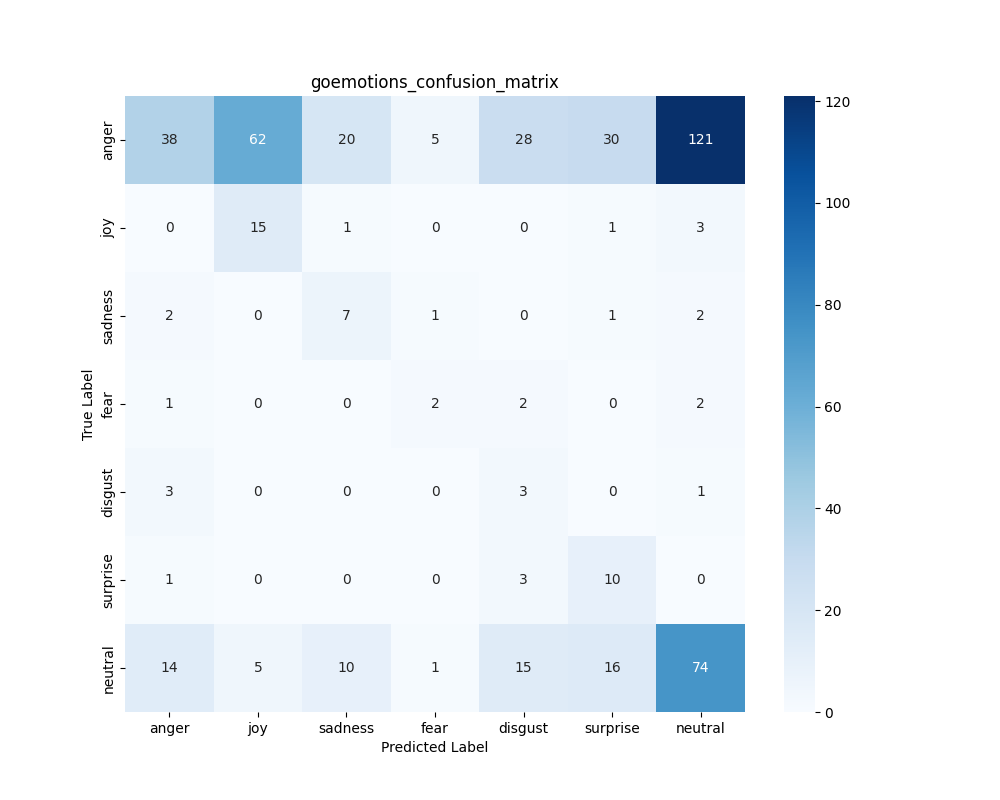 goemotions_confusion_matrix
anger 38 62 20 5 28 30 121
joy 0 15 1 0 0 1 3
sadness 2 0 7 1 0 1 2
fear 1 0 0 2 2 0 2
disgust 3 0 0 0 3 0 1
surprise 1 0 0 0 3 10 0
neutral 14 5 10 1 15 16 74
True Label
anger joy sadness fear disgust surprise neutral
Predicted Label
120
100
80
60
40
20
0